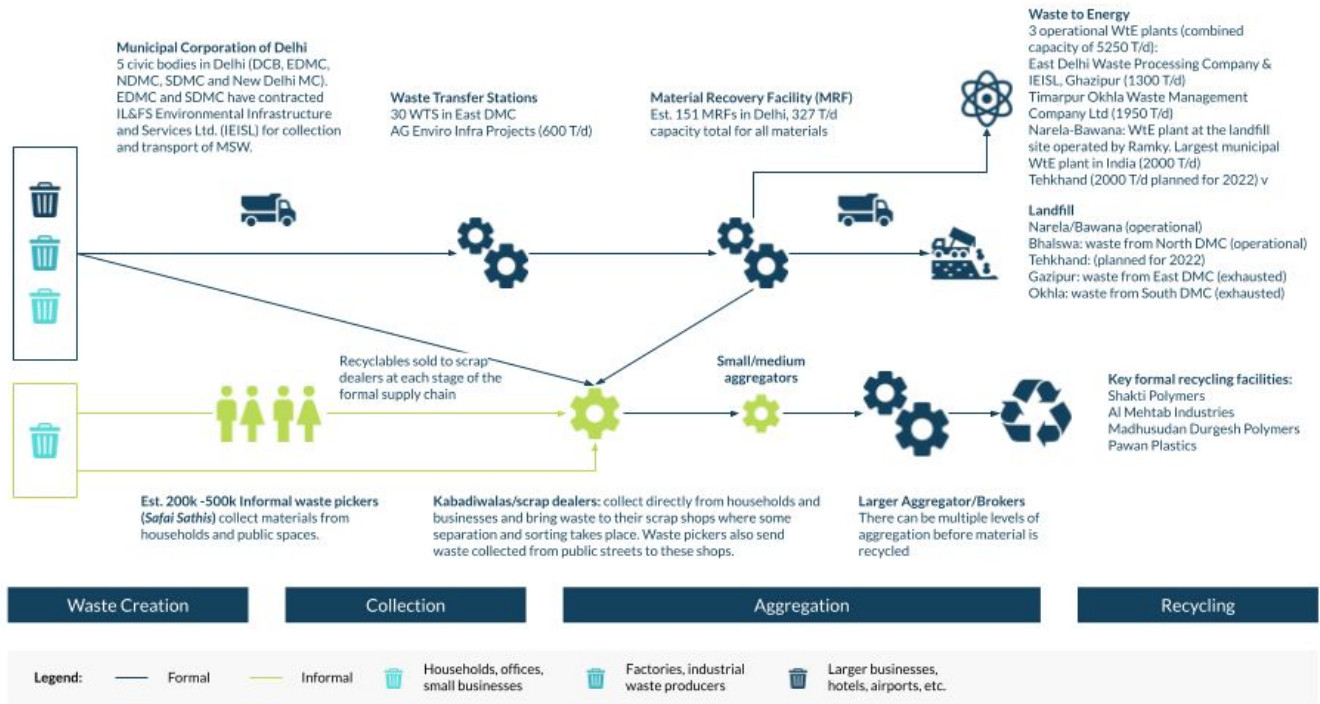 Municipal Corporation of Delhi
5 civic bodies in Delhi (DCB, EDMC,
NDMC, SDMC and New Delhi MC).
EDMC and SDMC have contracted
IL&FS Environmental Infrastructure
and Services Ltd. (IEISL) for collection
and transport of MSW.
Waste Transfer Stations
30 WTS in East DMC
AG Enviro Infra Projects (600 T/d)
Material Recovery Facility (MRF)
Est. 151 MRFs in Delhi, 327 T/d
capacity total for all materials
Waste to Energy
3 operational WtE plants (combined
capacity of 5250 T/d):
East Delhi Waste Processing Company &
IEISL, Ghazipur (1300 T/d)
Timarpur Okhla Waste Management
Company Ltd (1950 T/d)
Narela-Bawana: WtE plant at the landfill
site operated by Ramky. Largest municipal
WtE plant in India (2000 T/d)
Tehkhand (2000 T/d planned for 2022) v
Landfill
Narela/Bawana (operational)
Bhalswa: waste from North DMC (operational)
Tehkhand: (planned for 2022)
Gazipur: waste from East DMC (exhausted)
Okhla: waste from South DMC (exhausted)
Recyclables sold to scrap
dealers at each stage of the
formal supply chain
Small/medium
aggregators
Key formal recycling facilities:
Shakti Polymers
Al Mehtab Industries
Madhusudan Durgesh Polymers
Pawan Plastics
Est. 200k -500k Informal waste pickers
(Safai Sathis) collect materials from
households and public spaces.
Kabadiwalas/scrap dealers: collect directly from households and
businesses and bring waste to their scrap shops where some
separation and sorting takes place. Waste pickers also send
waste collected from public streets to these shops.
Larger Aggregator/Brokers
There can be multiple levels of
aggregation before material is
recycled
Waste Creation
Collection
Aggregation
Recycling
Legend:
Formal
Informal
Households, offices,
small businesses
Factories, industrial
waste producers
Larger businesses,
hotels, airports, etc.